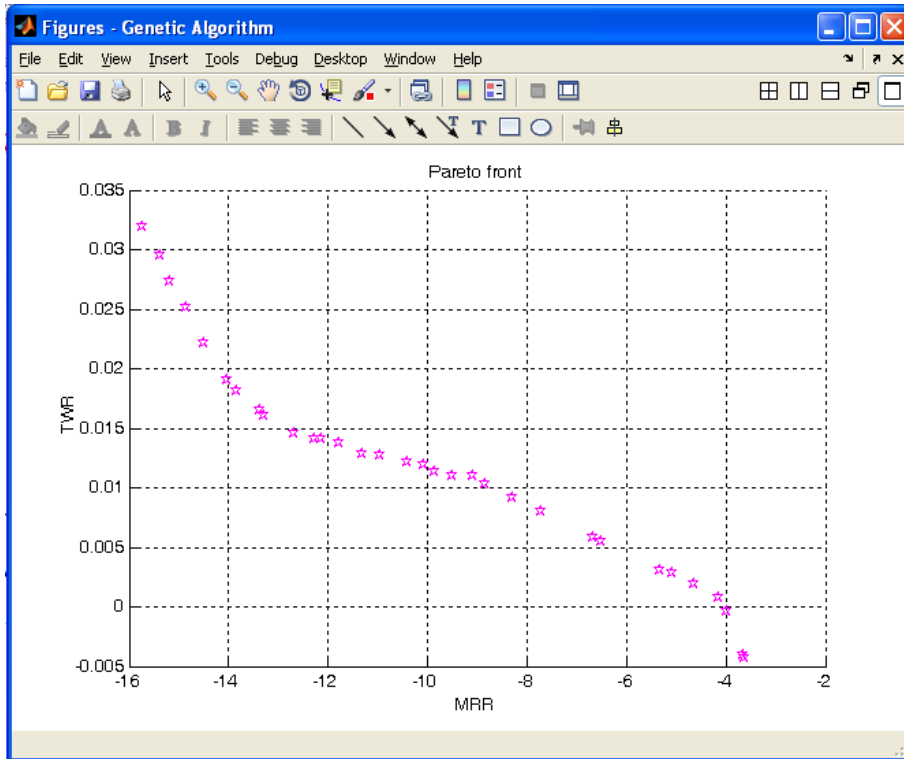 Figures - Genetic Algorithm
File Edit View Insert Tools Debug Desktop Window Help
Pareto front
0.035
0.03
0.025
0.02
0.015
0.01
0.005
0
-0.005
TWR
-16 -14 -12 -10 -8 -6 -4 -2
MRR